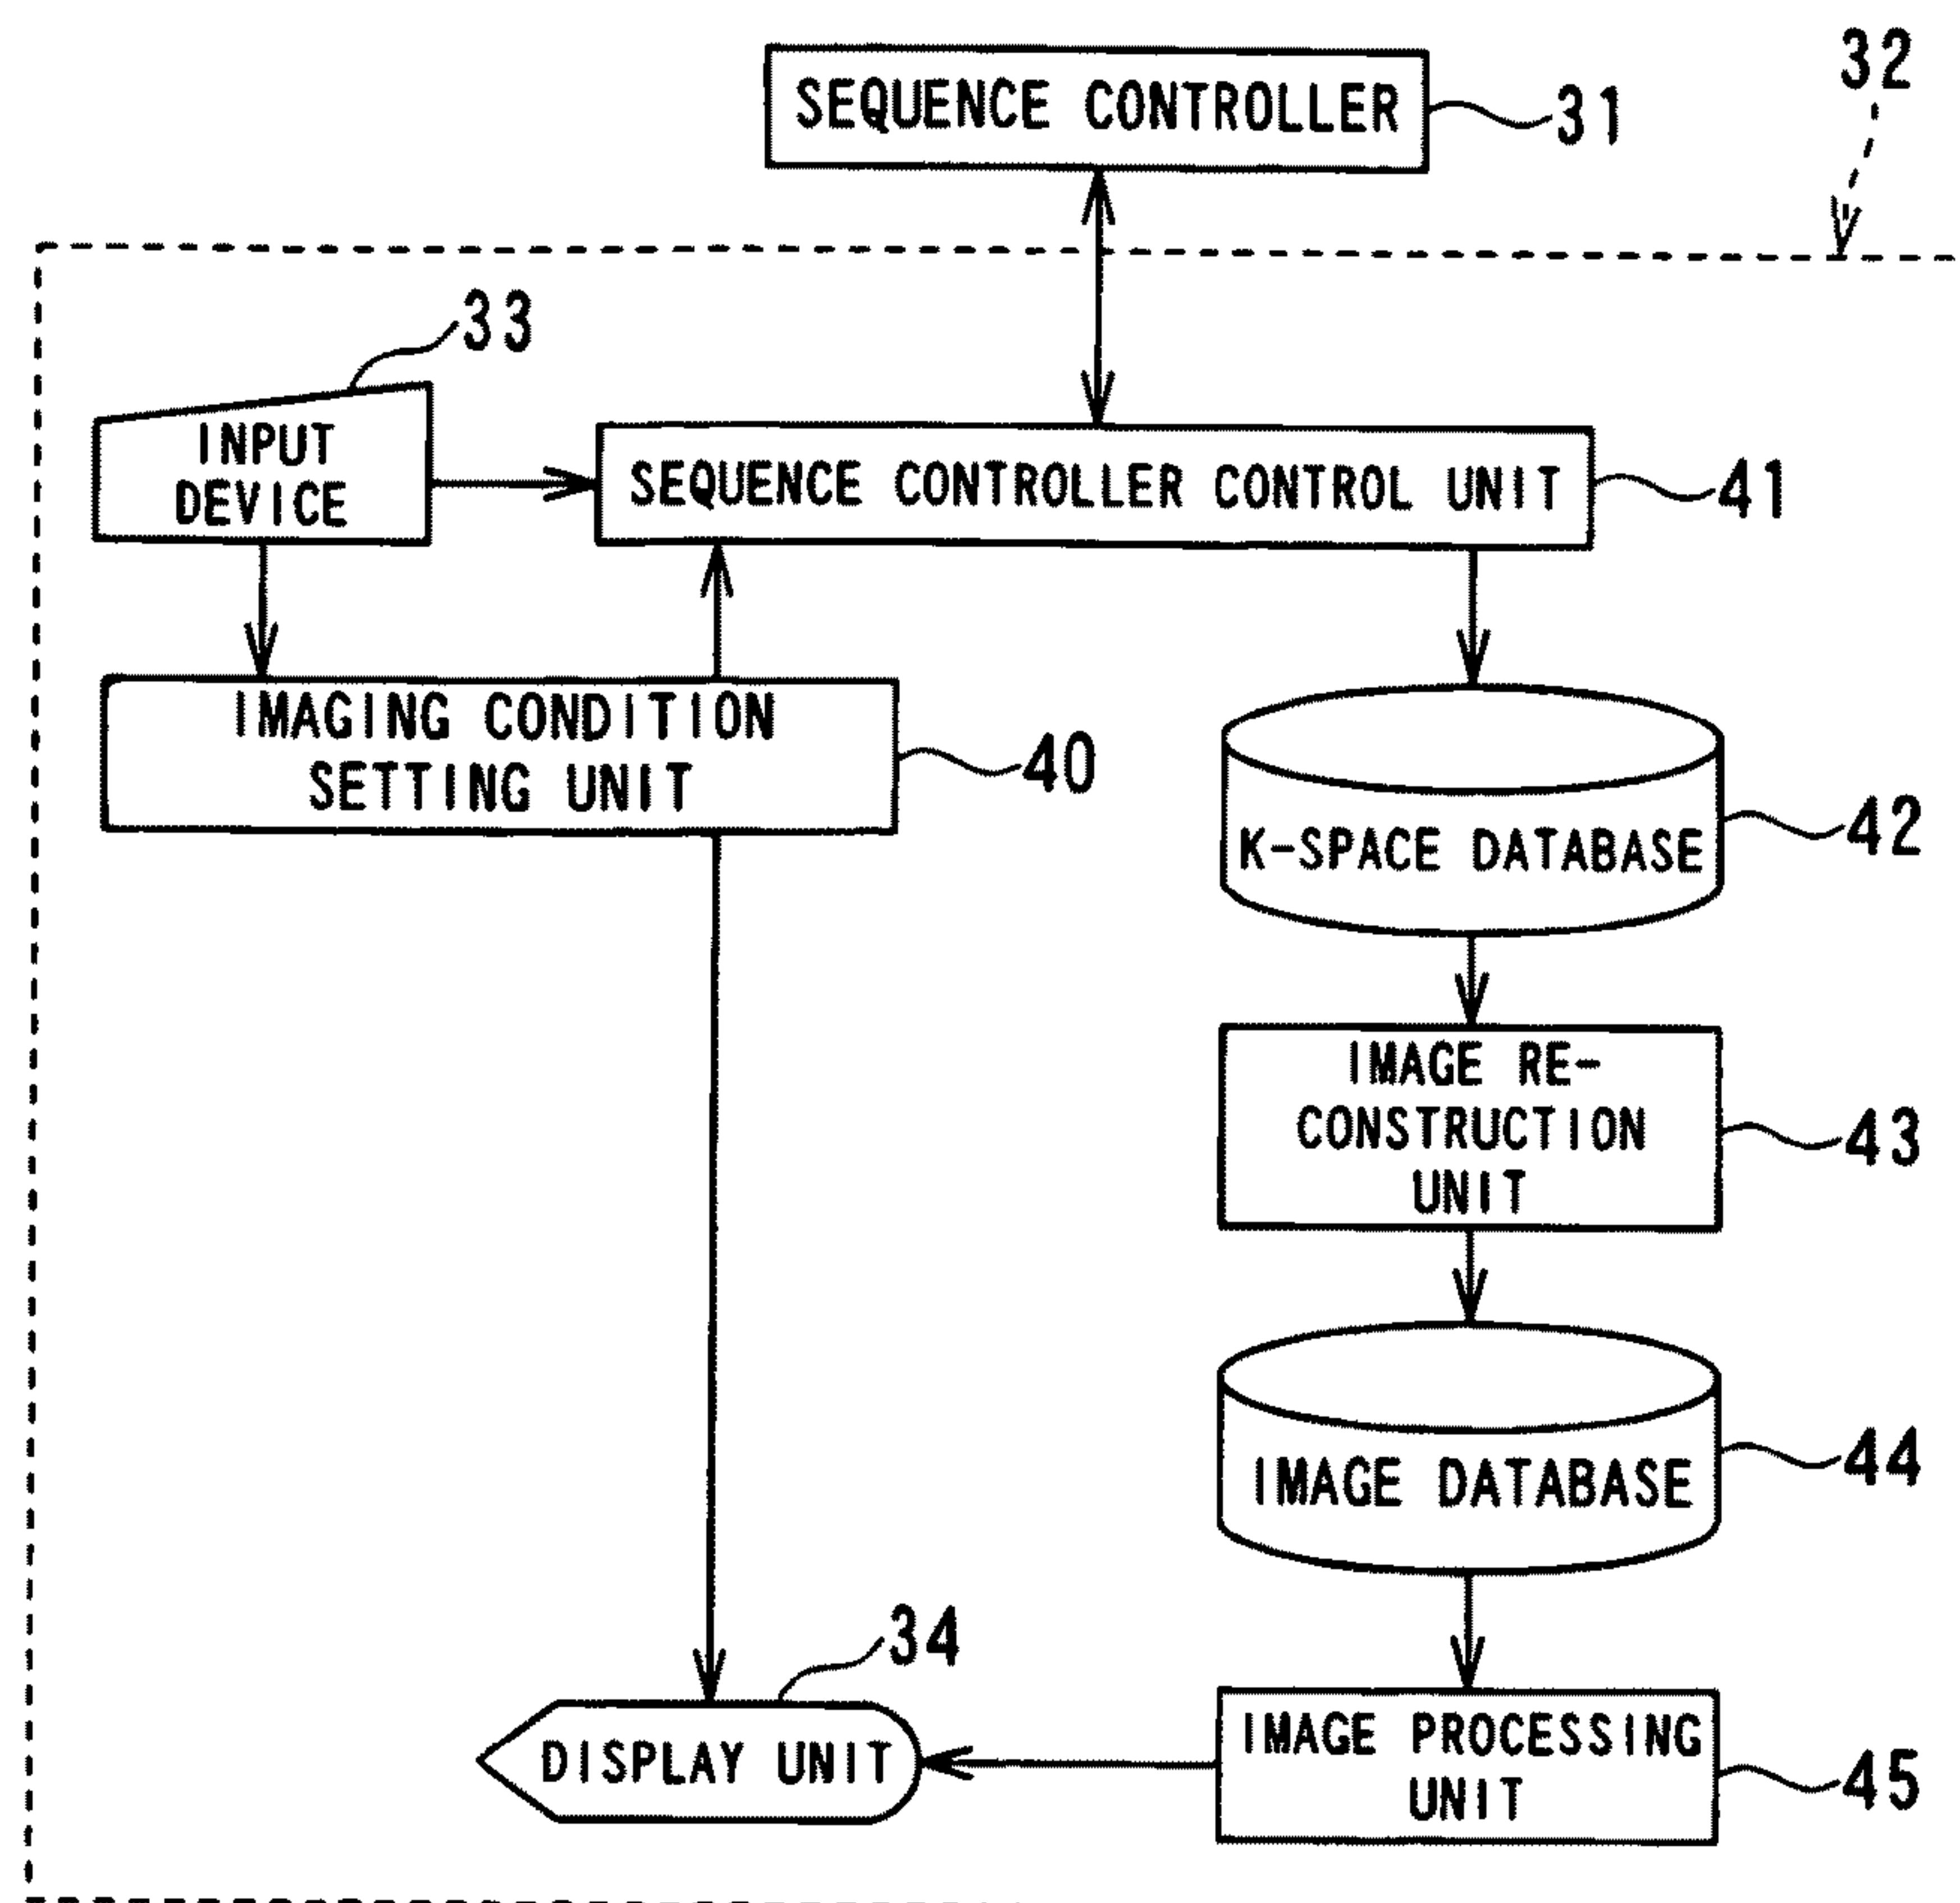 32
SEQUENCE CONTROLLER
31
33
INPUT
DEVICE
SEQUENCE CONTROLLER CONTROL UNIT
41
IMAGING CONDITION
SETTING UNIT
40
K-SPACE DATABASE
42
IMAGE RE-
CONSTRUCTION
UNIT
43
IMAGE DATABASE
44
34
DISPLAY UNIT
IMAGE PROCESSING
UNIT
45